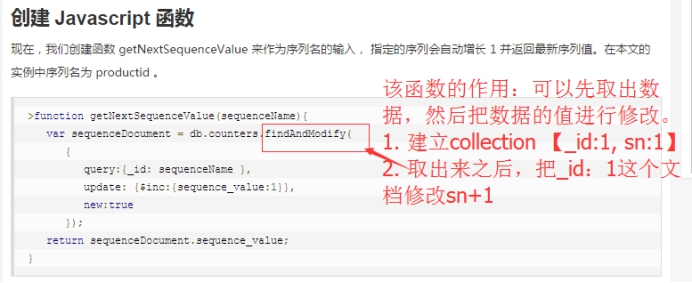 创建 Javascript 函数
现在，我们创建函数 getNextSequenceValue 来作为序列名的输入， 指定的序列会自动增长 1 并返回最新序列值。在本文的
实例中序列名为 productid 。
>function getNextSequenceValue(sequenceName){
var sequenceDocument = db.counters.findAndModify(
{
query:{_id: sequenceName },
update: {$inc:{sequence_value:1}},
new:true
});
return sequenceDocument.sequence_value;
}
该函数的作用：可以先取出数
据，然后把数据的值进行修改。
1. 建立collection 【_id:1, sn:1】
2. 取出来之后，把_id：1这个文
档修改sn+1